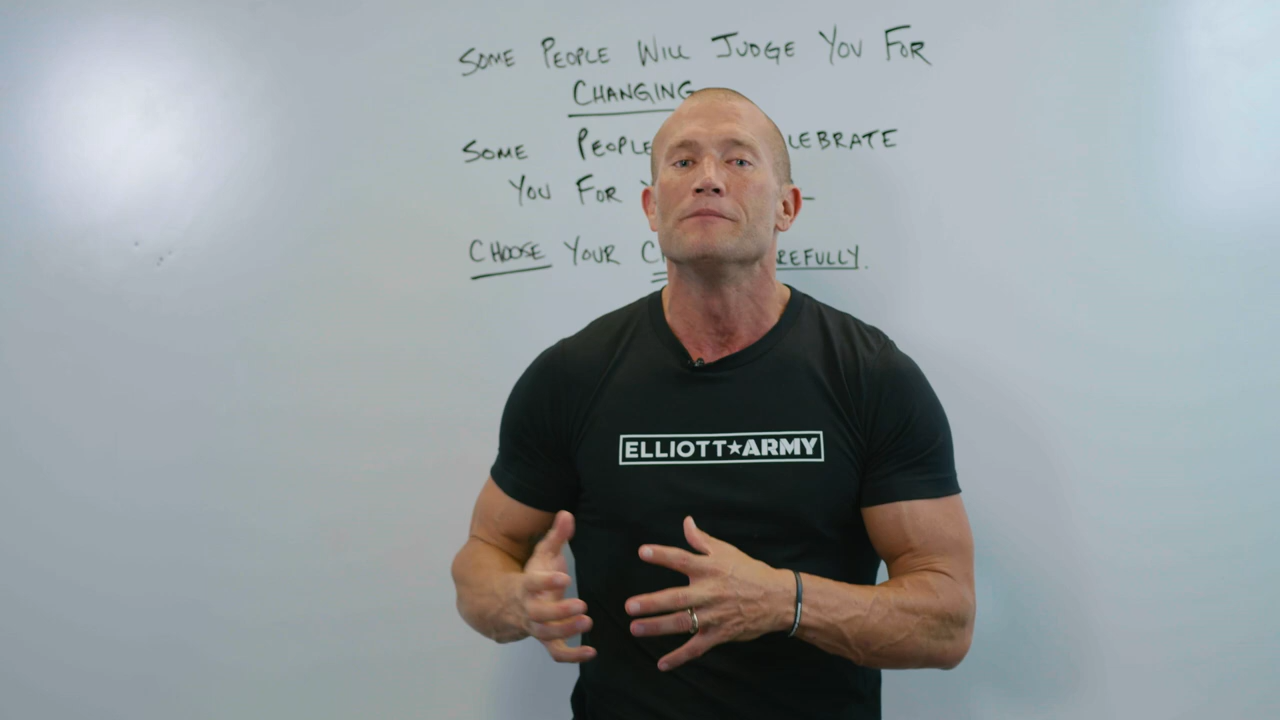 SOME PEOPLE WILL JUDGE YOU FOR
CHANGING
SOME PEOPLE LEBRATE
YOU FOR
CHOOSE YOUR REFULLY.
ELLIOTT★ARMY